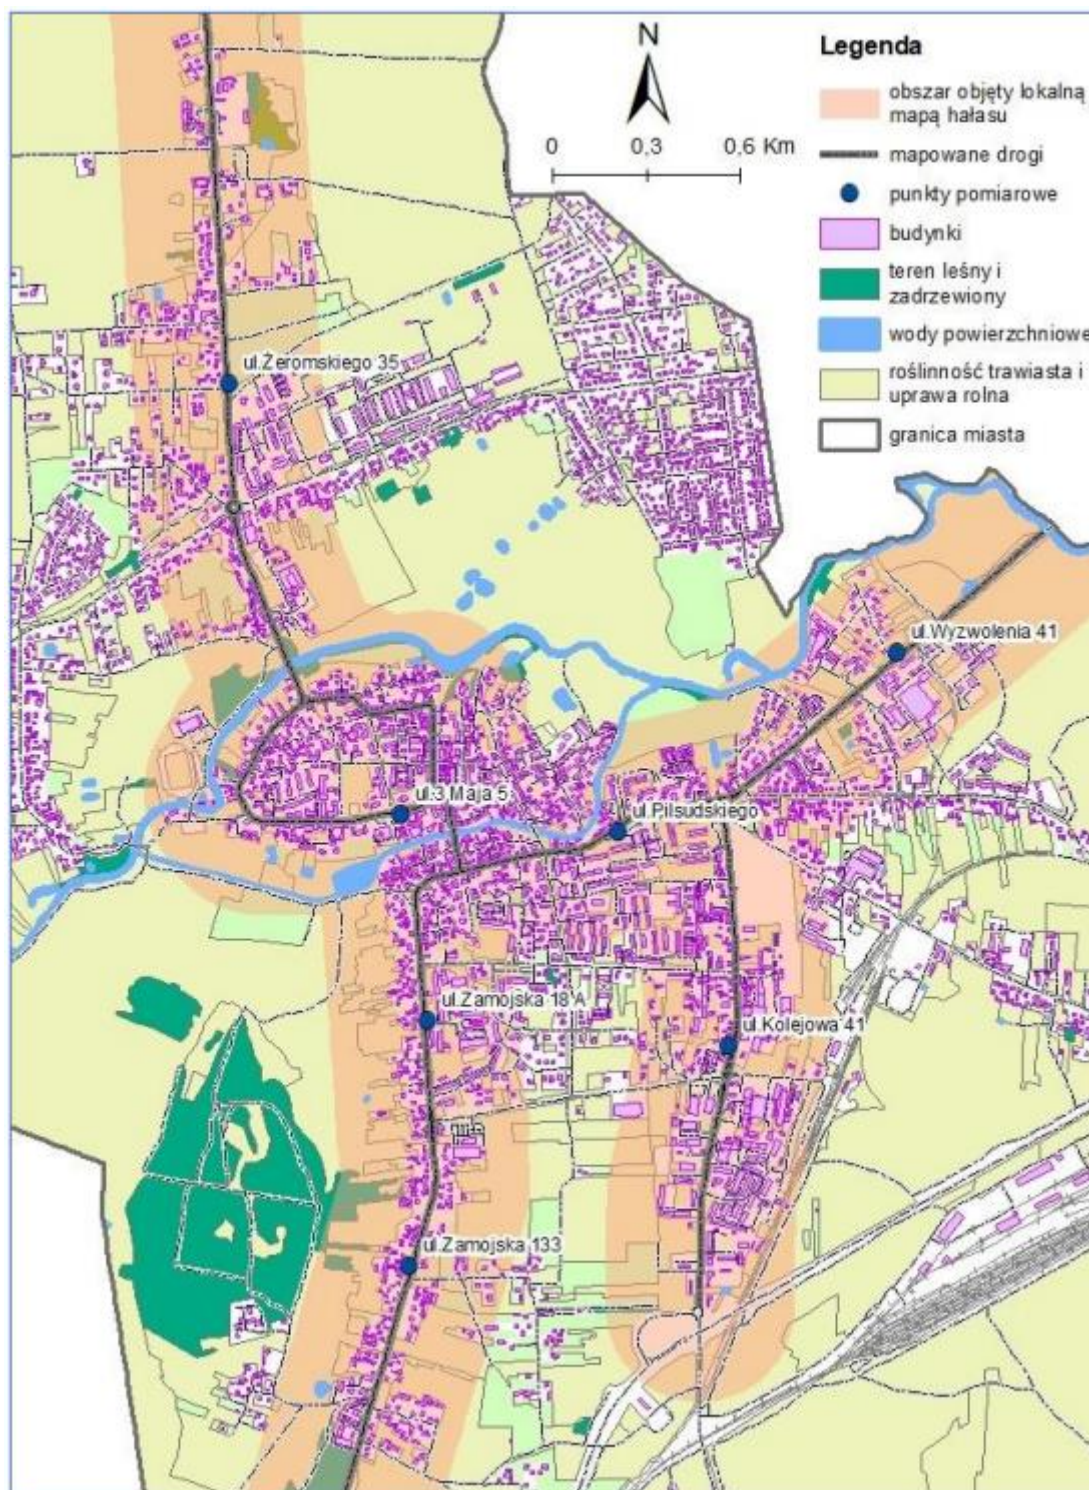 N
0 0,3 0,6 Km
Legenda
obszar objęty lokalną
mapą hałasu
mapowane drogi
punkty pomiarowe
budynki
teren leśny i
zadrzewiony
wody powierzchniowe
roślinność trawiasta i
uprawa rolna
granica miasta
ul.Żeromskiego 35
ul.Wyzwolenia 41
ul.3 Maja 5
ul.Piłsudskiego
ul.Zamojska 18 A
ul.Kolejowa 41
ul.Zamojska 133